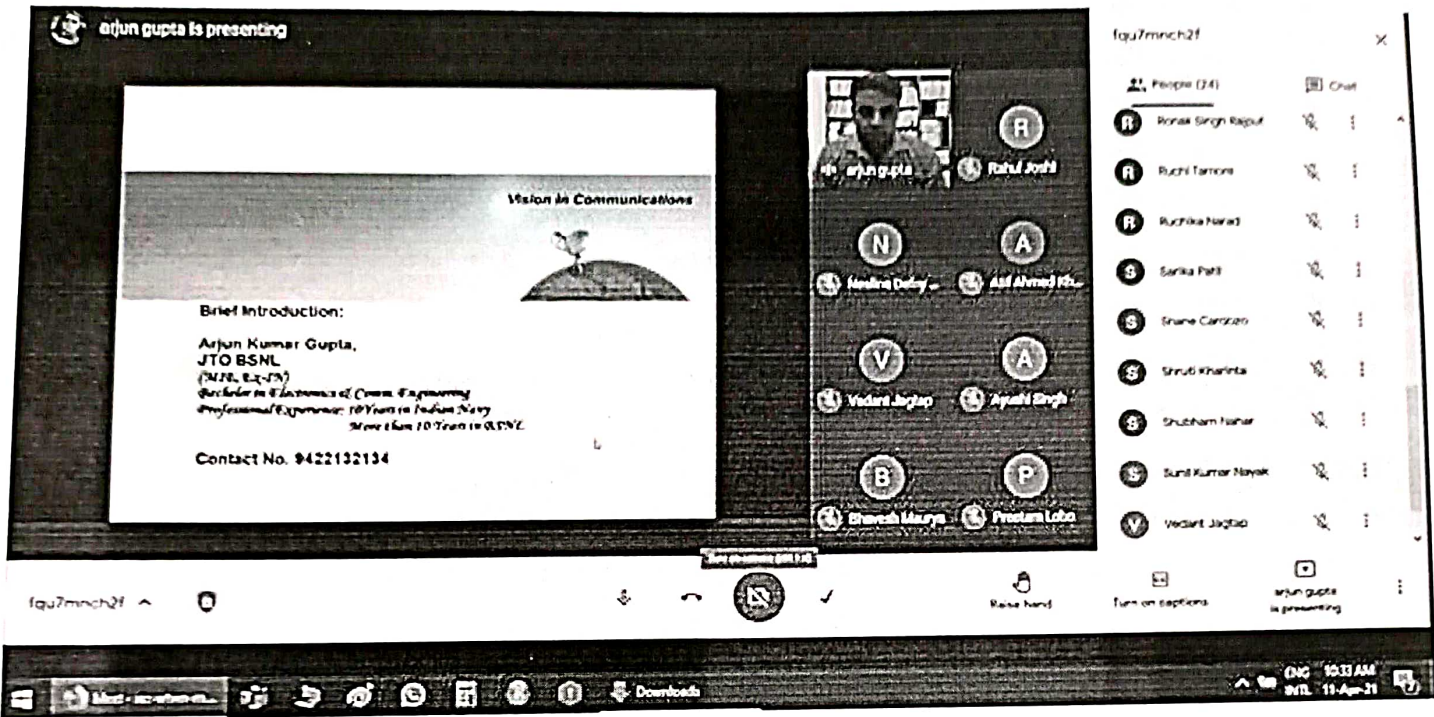 arjun gupta is presenting
Vision in Communications
Brief Introduction:
Arjun Kumar Gupta,
JTO BSNL
Bachelor in Electronics & Comm. Engineering
Professional Experience: 10 Years in Indian Navy
More than 10 Years in BSNL
Contact No. 9422132134
arjun gupta
Rahul Joshi
N
A
R
Atif Ahmed Kh...
V
A
Vedant Jagtap
Ayushi Singh
B
P
Bhavesh Maurya
Preetam Lobo
fqu7mnch2f
People (24)
Chat
R
Ronak Singh Rajput
R
Ruchi Tamore
R
Ruchika Narad
S
Sarika Patil
S
Shane Cardozo
S
Shruti Kharinta
S
Shubham Nahar
S
Sunil Kumar Nayak
V
Vedant Jagtap
fqu7mnch2f
Raise hand
Turn on captions
arjun gupta
is presenting
Downloads
ENG
INTL
10:33 AM
11-Apr-21